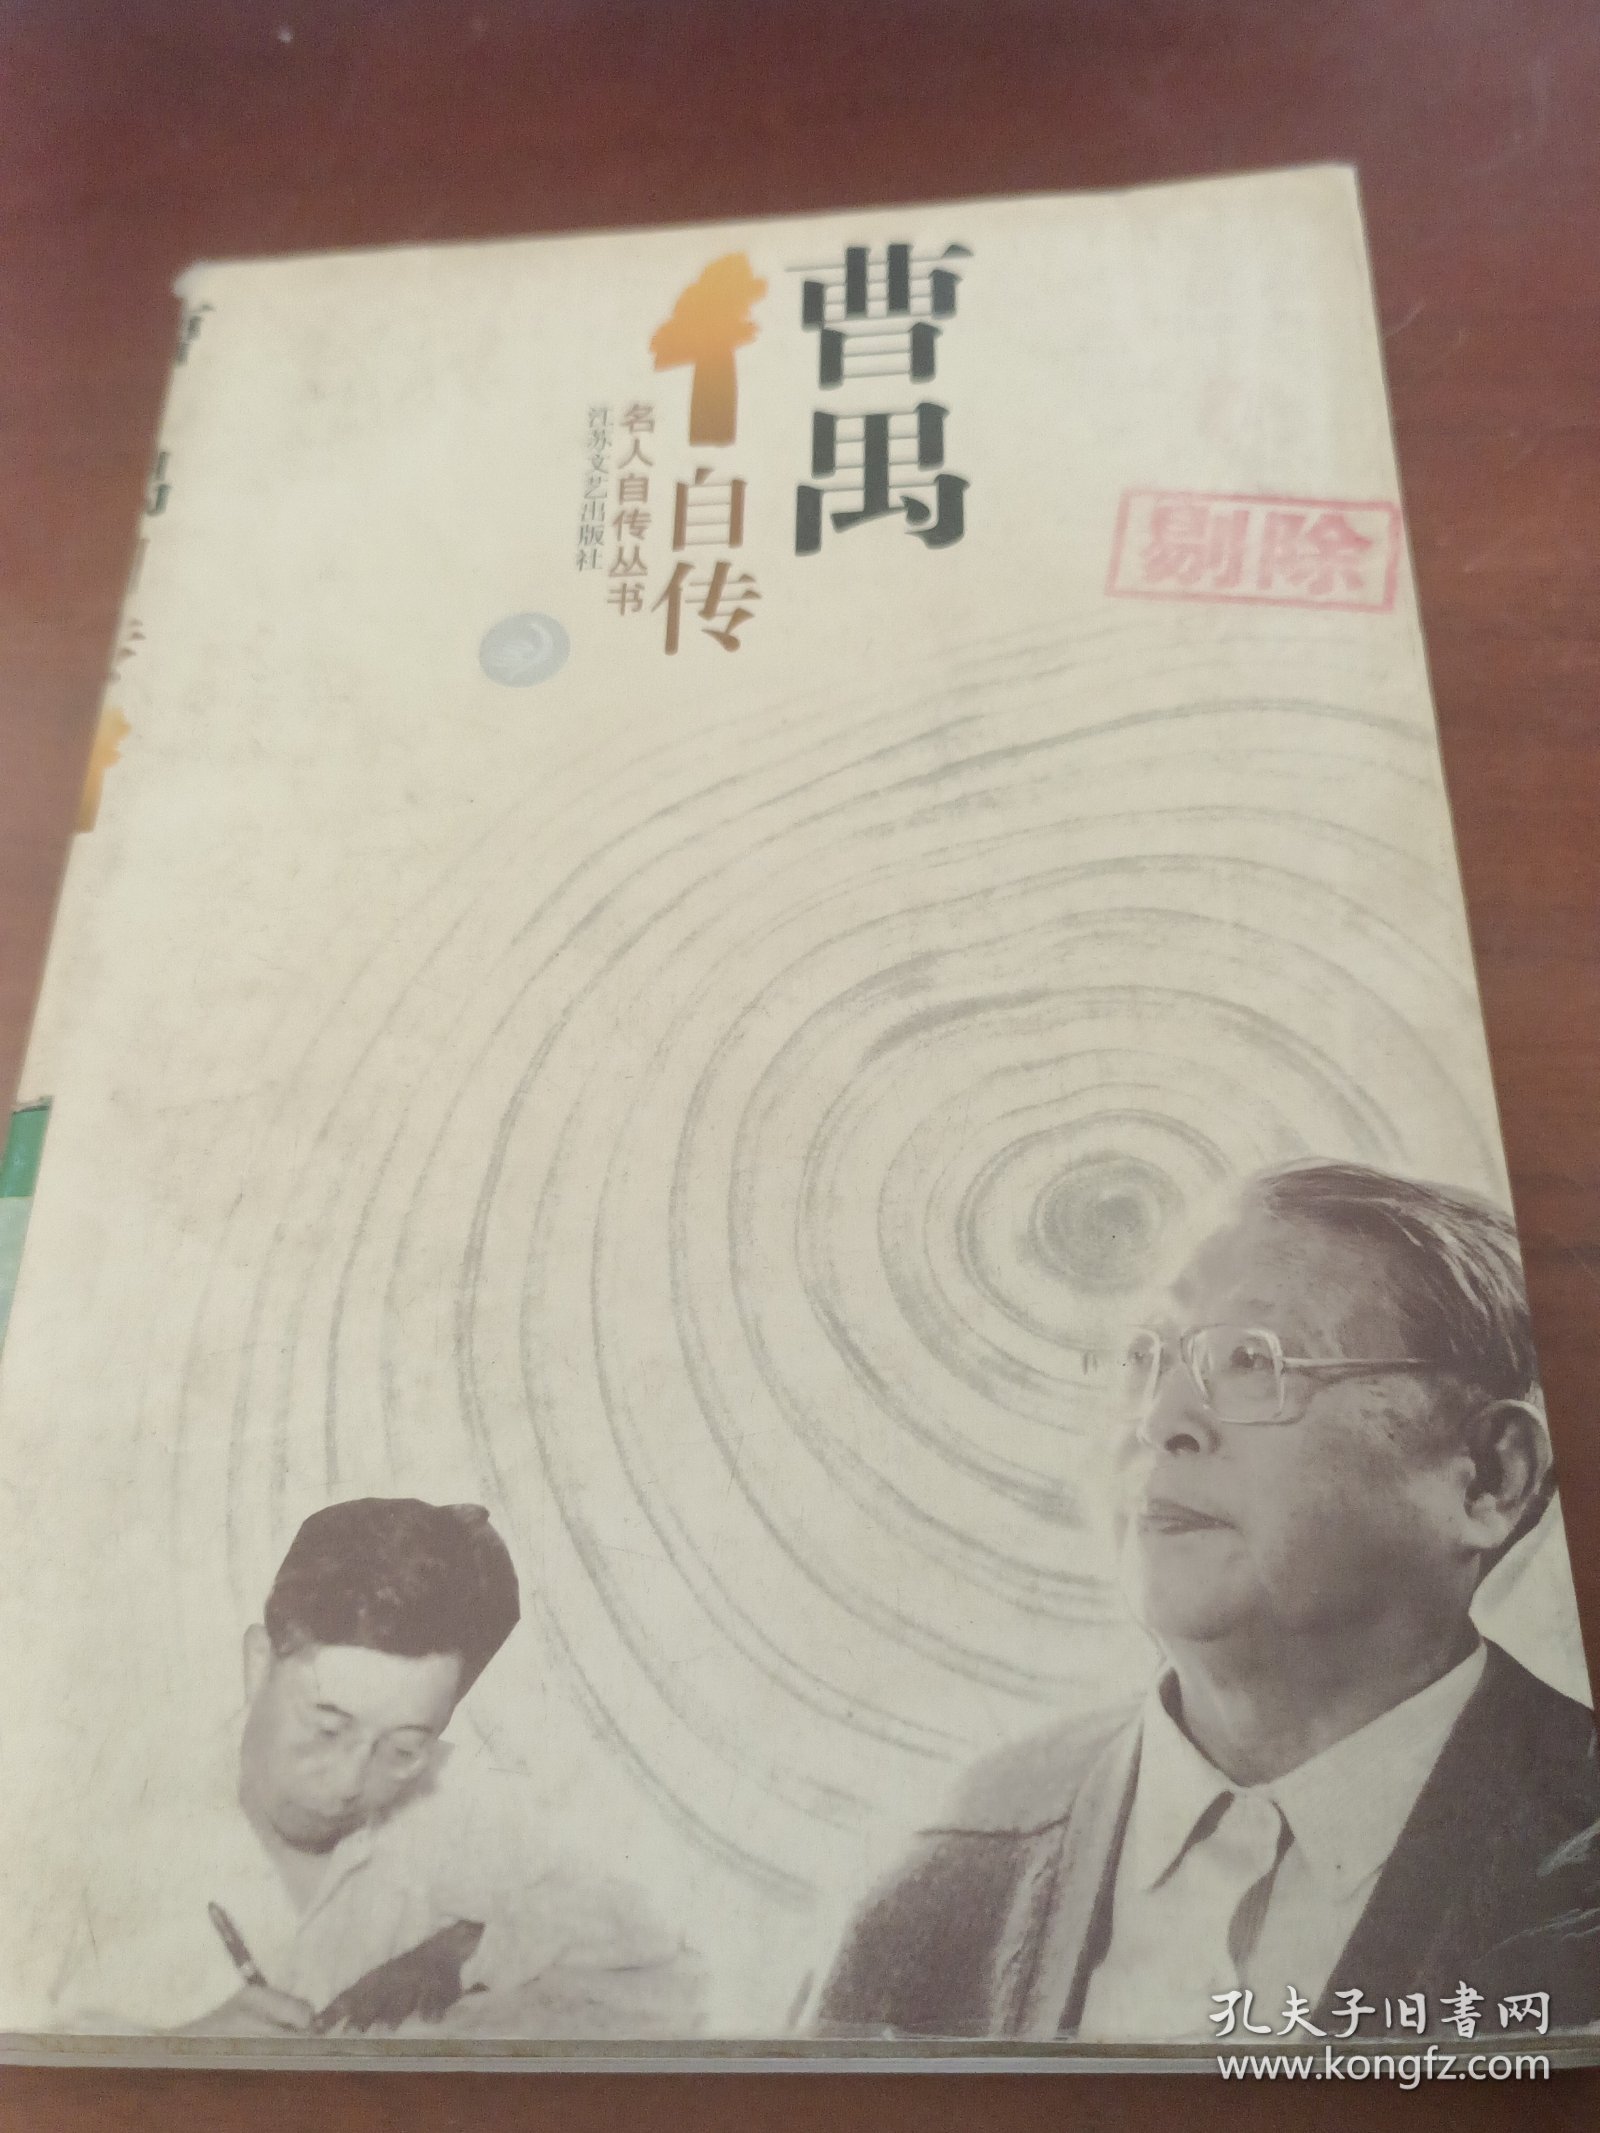 曹禺
自传
名人自传丛书
江苏文艺出版社
剔除
孔夫子旧书网
www.kongfz.com